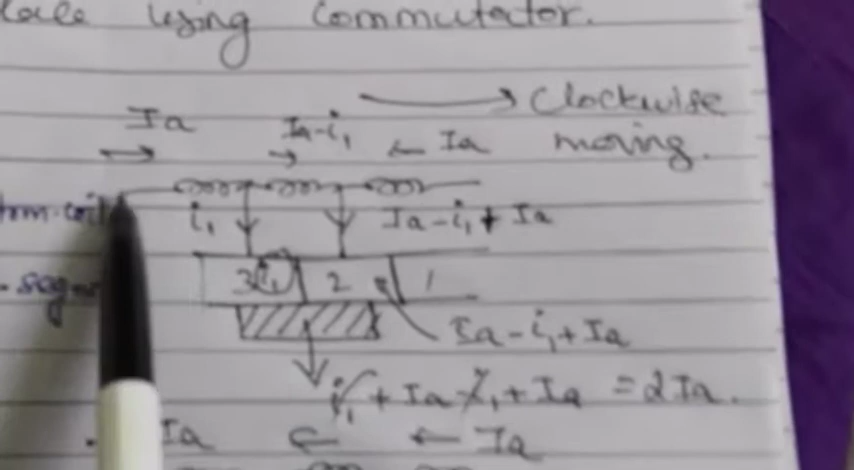 using Commutator.
Ia Ia-i₁ ← Ia → Clockwise
moving.
i₁ Ia-i₁+Ia
3 i₁ 2 1
Ia-i₁+Ia
i₁+Ia-i₁+Ia = 2Ia.
Ia ← ← Ia